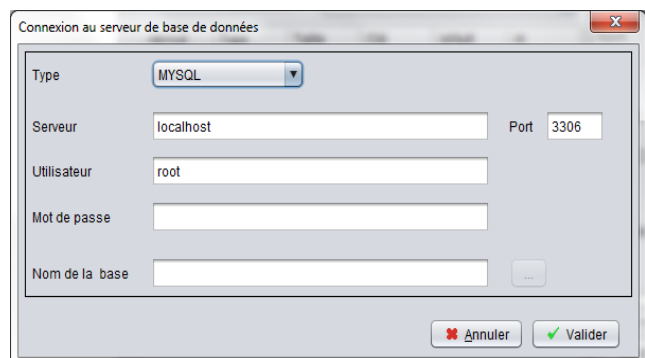 Connexion au serveur de base de données
Type MYSQL
Serveur localhost Port 3306
Utilisateur root
Mot de passe
Nom de la base ...
Annuler Valider